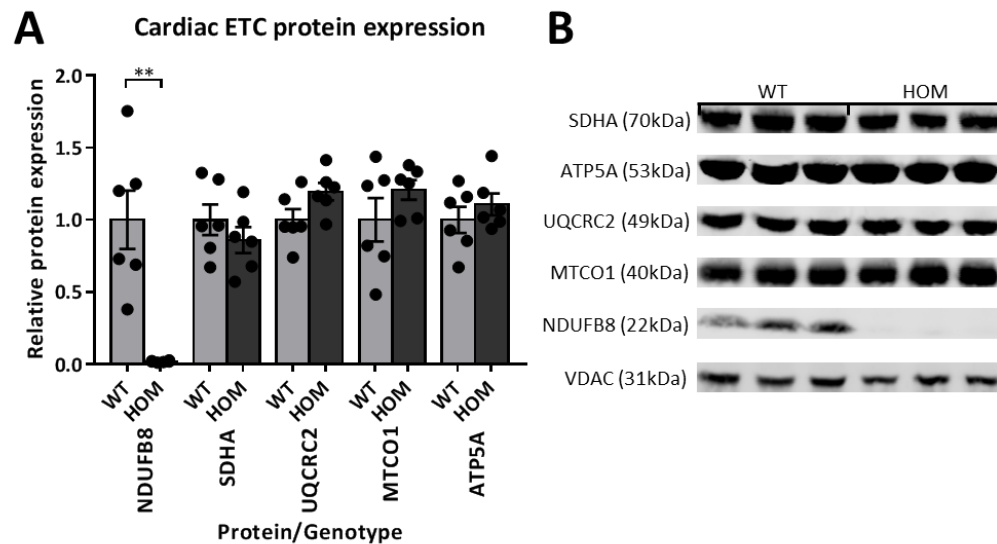 A
Cardiac ETC protein expression
Relative protein expression
2.0
1.5
1.0
0.5
0.0
**
WT
HOM
WT
HOM
WT
HOM
WT
HOM
WT
HOM
NDUFB8
SDHA
UQCRC2
MTCO1
ATP5A
Protein/Genotype
B
WT HOM
SDHA (70kDa)
ATP5A (53kDa)
UQCRC2 (49kDa)
MTCO1 (40kDa)
NDUFB8 (22kDa)
VDAC (31kDa)